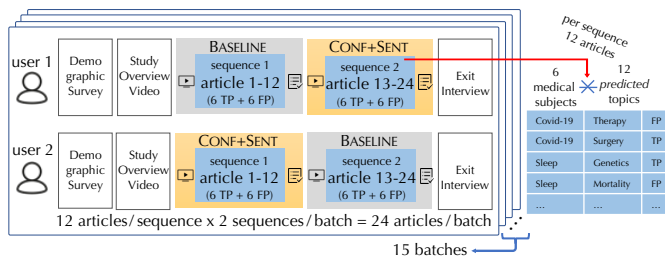 user 1
Demo
graphic
Survey
Study
Overview
Video
BASELINE
sequence 1
article 1-12
(6 TP + 6 FP)
CONF+SENT
sequence 2
article 13-24
(6 TP + 6 FP)
Exit
Interview
user 2
Demo
graphic
Survey
Study
Overview
Video
CONF+SENT
sequence 1
article 1-12
(6 TP + 6 FP)
BASELINE
sequence 2
article 13-24
(6 TP + 6 FP)
Exit
Interview
12 articles/sequence x 2 sequences/batch = 24 articles/batch
15 batches
per sequence
12 articles
6
medical
subjects
12
predicted
topics
Covid-19 Therapy FP
Covid-19 Surgery TP
Sleep Genetics TP
Sleep Mortality FP
... ... ...